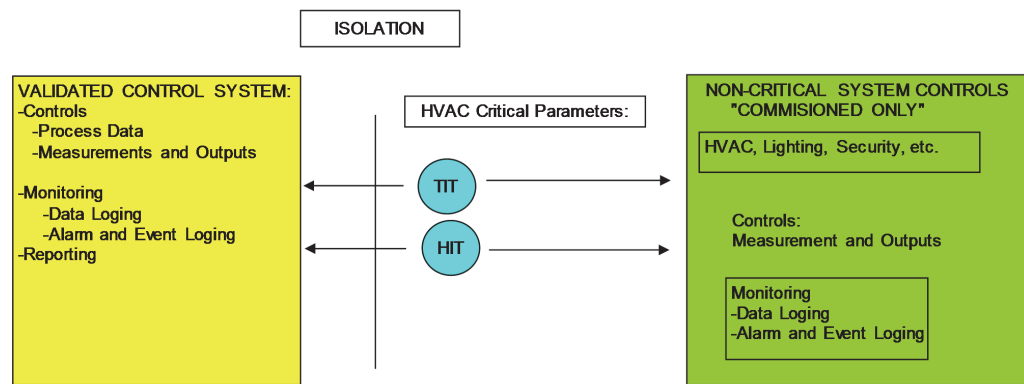 ISOLATION
VALIDATED CONTROL SYSTEM:
-Controls
-Process Data
-Measurements and Outputs
-Monitoring
-Data Loging
-Alarm and Event Loging
-Reporting
HVAC Critical Parameters:
TIT
HIT
NON-CRITICAL SYSTEM CONTROLS
"COMMISIONED ONLY"
HVAC, Lighting, Security, etc.
Controls:
Measurement and Outputs
Monitoring
-Data Loging
-Alarm and Event Loging